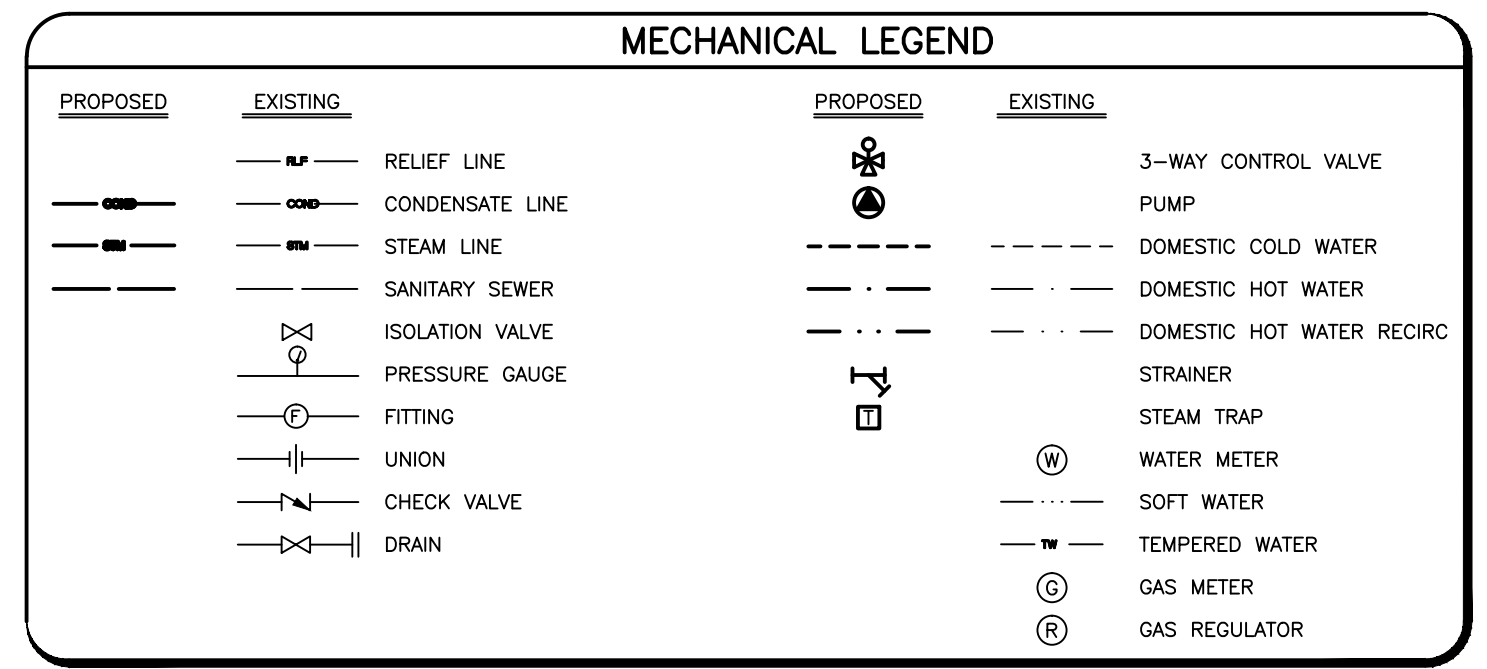 MECHANICAL LEGEND
PROPOSED EXISTING
RLF RELIEF LINE
COND COND CONDENSATE LINE
STM STM STEAM LINE
SANITARY SEWER
ISOLATION VALVE
PRESSURE GAUGE
F FITTING
UNION
CHECK VALVE
DRAIN
PROPOSED EXISTING
3-WAY CONTROL VALVE
PUMP
DOMESTIC COLD WATER
DOMESTIC HOT WATER
DOMESTIC HOT WATER RECIRC
STRAINER
T STEAM TRAP
W WATER METER
SOFT WATER
TW TEMPERED WATER
G GAS METER
R GAS REGULATOR